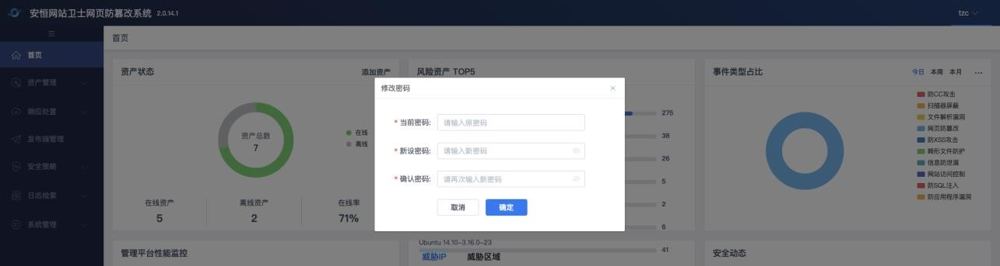 安恒网站卫士网页防篡改系统 2.0.14.1
tzc
首页
首页
资产管理
响应处置
发布端管理
安全策略
日志检索
系统管理
资产状态
添加资产
资产总数
7
在线
离线
在线资产
离线资产
在线率
5
2
71%
管理平台性能监控
风险资产 TOP5
275
38
26
5
2
6
Ubuntu 14.10-3.16.0-23
41
威胁IP 威胁区域
修改密码
* 当前密码: 请输入原密码
* 新设密码: 请输入新密码
* 确认密码: 请再次输入新密码
取消 确定
事件类型占比
今日 本周 本月 ...
防CC攻击
扫描器屏蔽
文件解析漏洞
网页防篡改
防XSS攻击
畸形文件防护
信息防泄漏
网站访问控制
防SQL注入
防应用程序漏洞
安全动态